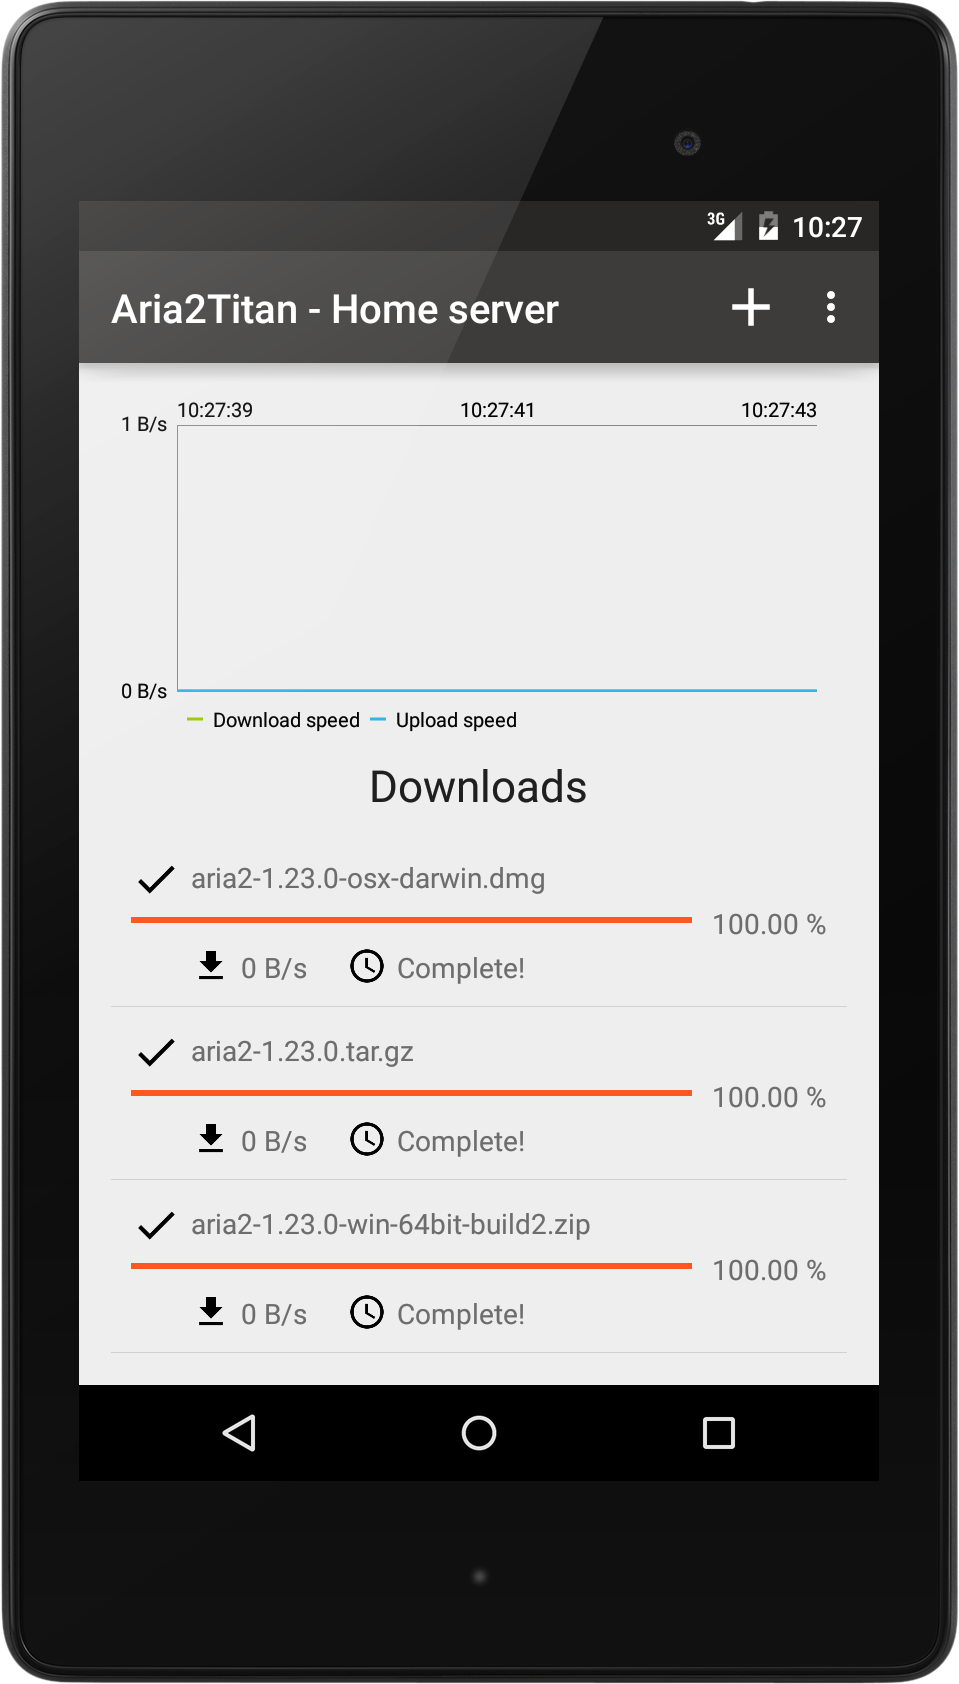 3G 10:27
Aria2Titan - Home server
10:27:39 10:27:41 10:27:43
1 B/s
0 B/s
Download speed Upload speed
Downloads
aria2-1.23.0-osx-darwin.dmg
100.00 %
0 B/s Complete!
aria2-1.23.0.tar.gz
100.00 %
0 B/s Complete!
aria2-1.23.0-win-64bit-build2.zip
100.00 %
0 B/s Complete!